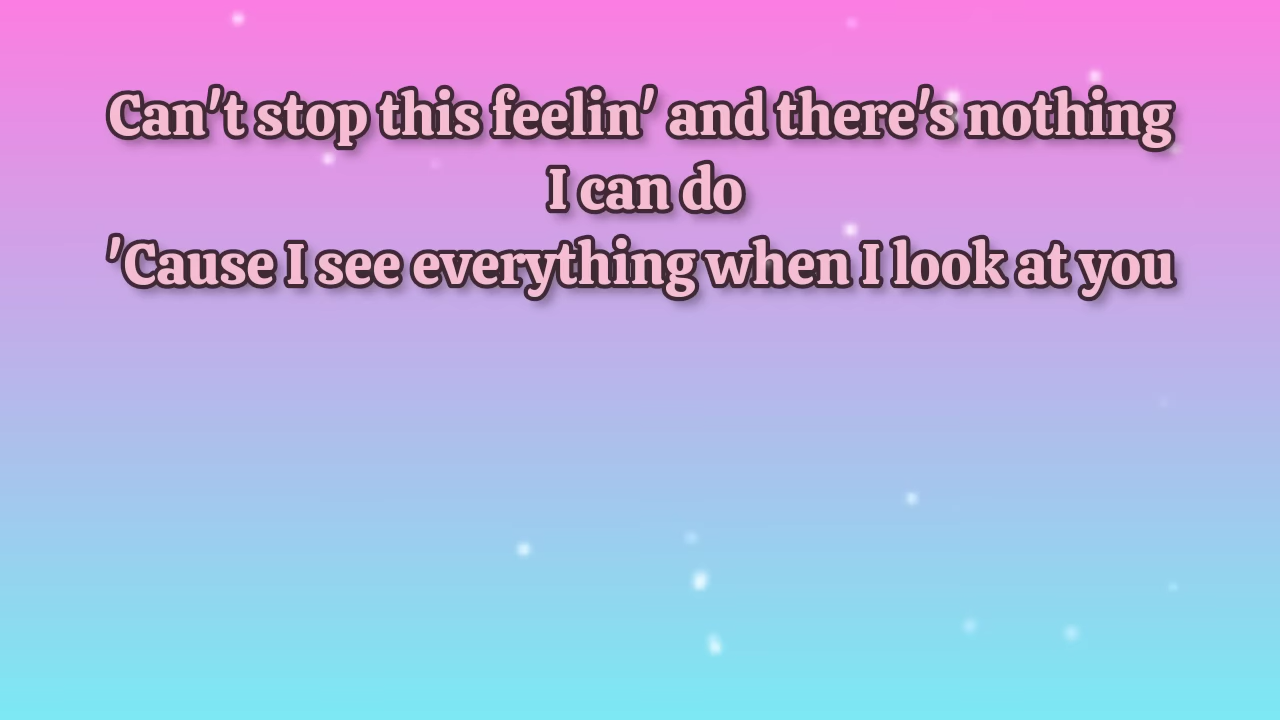 Can't stop this feelin' and there's nothing
I can do
'Cause I see everything when I look at you